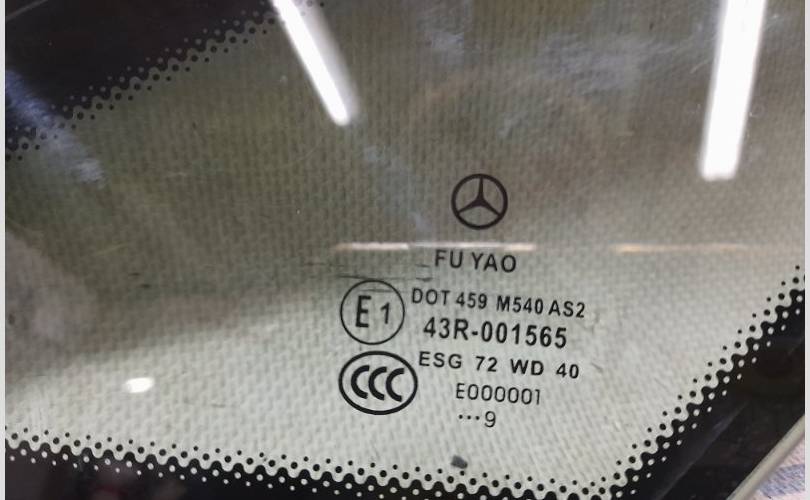 FU YAO
E1 DOT 459 M540 AS2
43R-001565
CCC ESG 72 WD 40
E000001
•••9